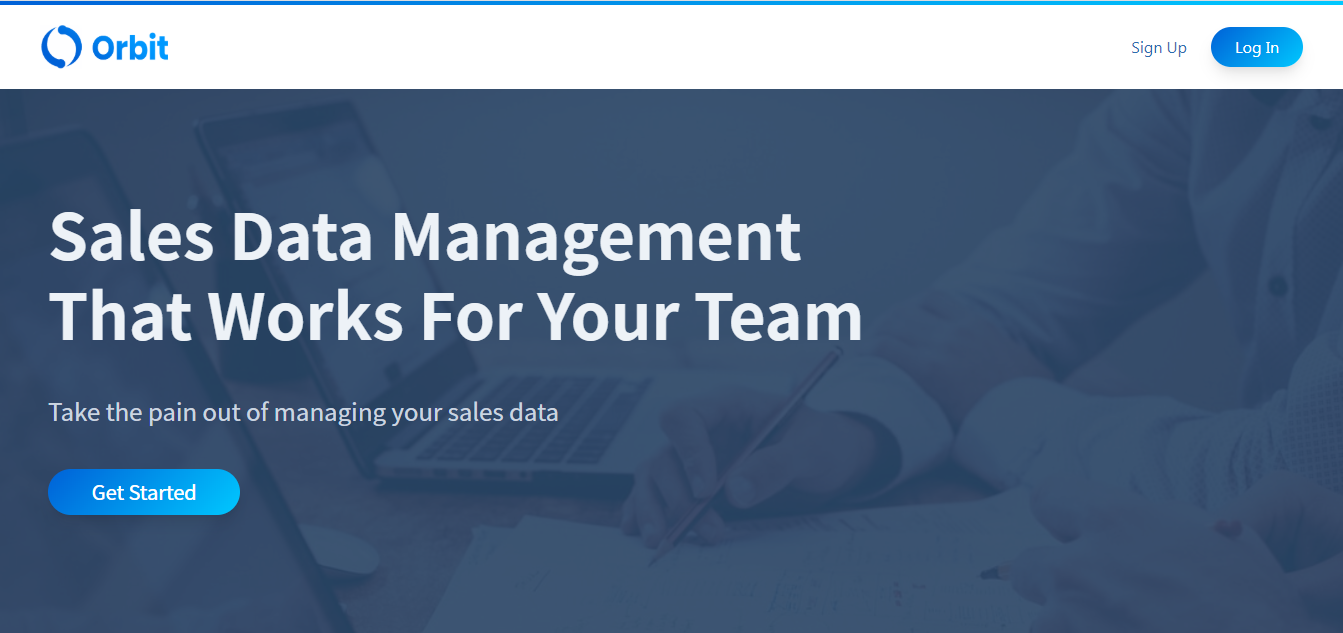 Orbit
Sign Up
Log In
Sales Data Management
That Works For Your Team
Take the pain out of managing your sales data
Get Started